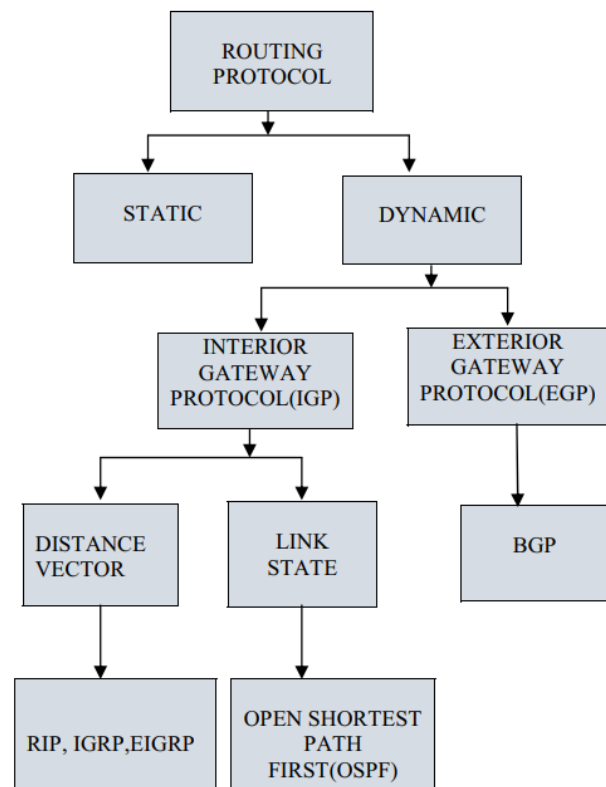 ROUTING
PROTOCOL
STATIC
DYNAMIC
INTERIOR
GATEWAY
PROTOCOL(IGP)
EXTERIOR
GATEWAY
PROTOCOL(EGP)
DISTANCE
VECTOR
LINK
STATE
BGP
RIP, IGRP,EIGRP
OPEN SHORTEST
PATH
FIRST(OSPF)